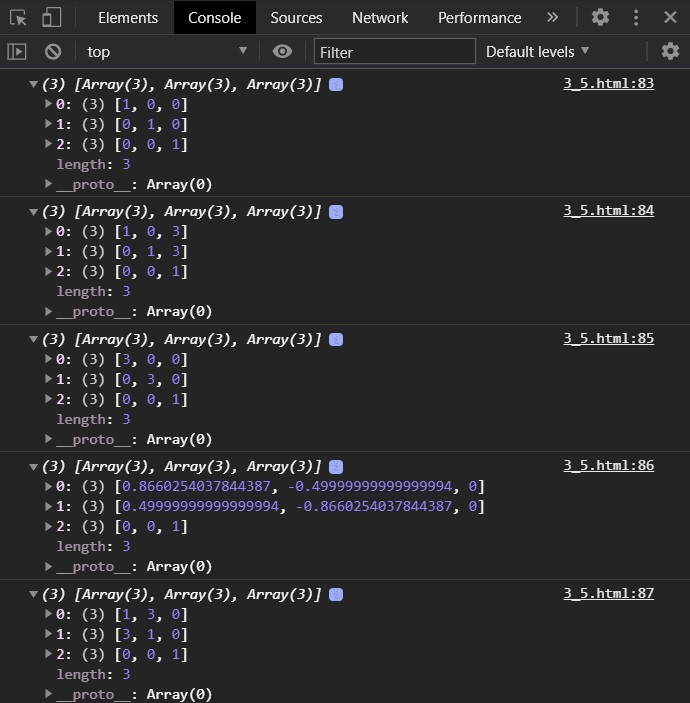 Elements Console Sources Network Performance »
top Filter Default levels
(3) [Array(3), Array(3), Array(3)] i 3_5.html:83
0: (3) [1, 0, 0]
1: (3) [0, 1, 0]
2: (3) [0, 0, 1]
length: 3
__proto__: Array(0)
(3) [Array(3), Array(3), Array(3)] i 3_5.html:84
0: (3) [1, 0, 3]
1: (3) [0, 1, 3]
2: (3) [0, 0, 1]
length: 3
__proto__: Array(0)
(3) [Array(3), Array(3), Array(3)] i 3_5.html:85
0: (3) [3, 0, 0]
1: (3) [0, 3, 0]
2: (3) [0, 0, 1]
length: 3
__proto__: Array(0)
(3) [Array(3), Array(3), Array(3)] i 3_5.html:86
0: (3) [0.8660254037844387, -0.49999999999999994, 0]
1: (3) [0.49999999999999994, -0.8660254037844387, 0]
2: (3) [0, 0, 1]
length: 3
__proto__: Array(0)
(3) [Array(3), Array(3), Array(3)] i 3_5.html:87
0: (3) [1, 3, 0]
1: (3) [3, 1, 0]
2: (3) [0, 0, 1]
length: 3
__proto__: Array(0)